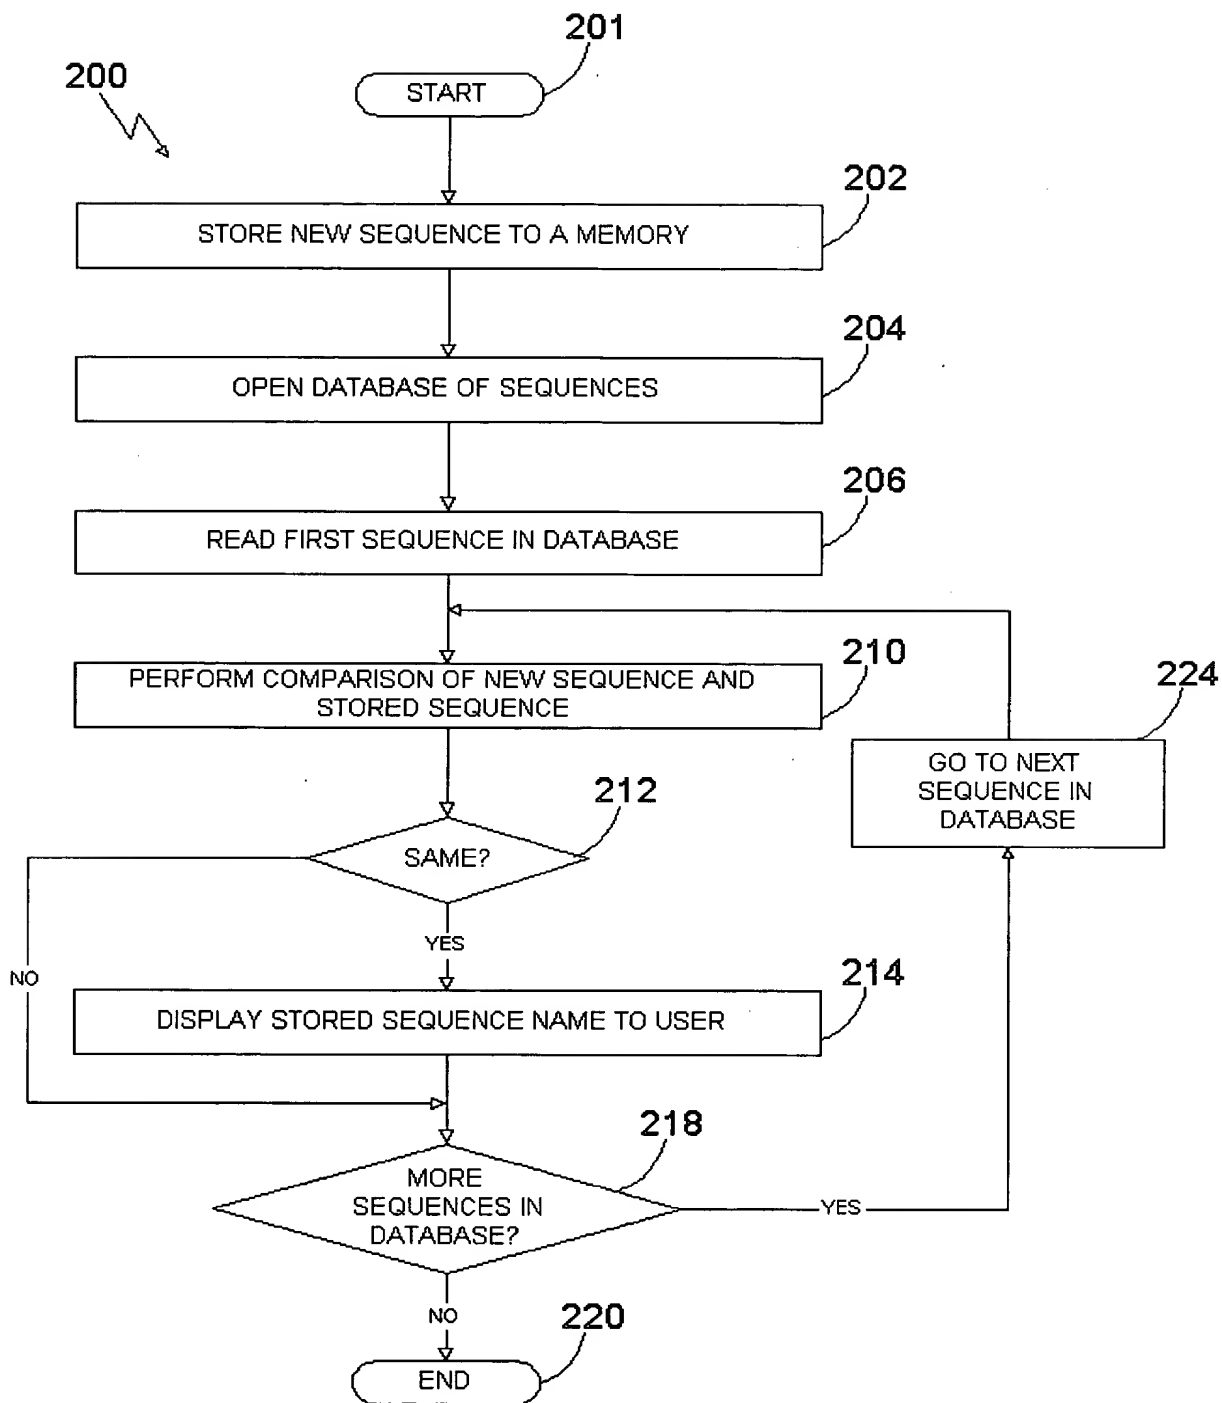 201
200
START
202
STORE NEW SEQUENCE TO A MEMORY
204
OPEN DATABASE OF SEQUENCES
206
READ FIRST SEQUENCE IN DATABASE
210
PERFORM COMPARISON OF NEW SEQUENCE AND
STORED SEQUENCE
224
GO TO NEXT
SEQUENCE IN
DATABASE
212
SAME?
YES
NO
214
DISPLAY STORED SEQUENCE NAME TO USER
218
MORE
SEQUENCES IN
DATABASE?
YES
NO
220
END